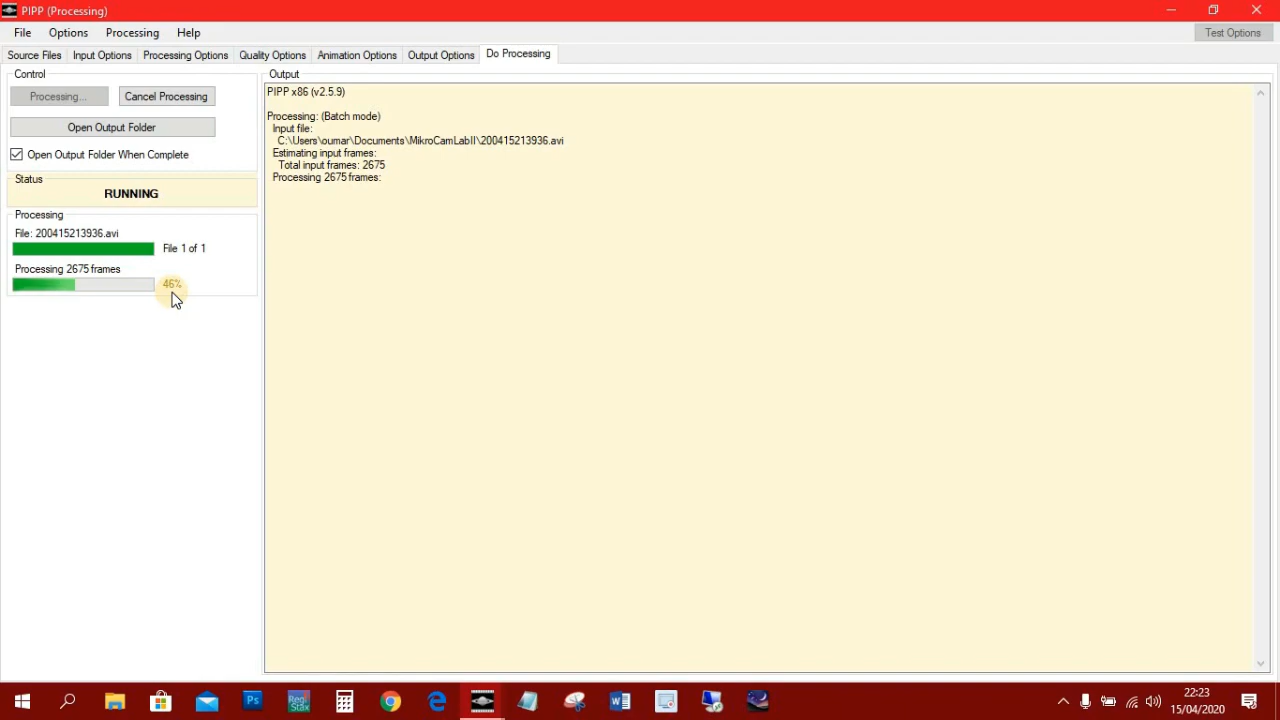 PIPP (Processing)
File Options Processing Help
Test Options
Source Files Input Options Processing Options Quality Options Animation Options Output Options Do Processing
Control
Processing... Cancel Processing
Open Output Folder
Open Output Folder When Complete
Status
RUNNING
Processing
File: 200415213936.avi
File 1 of 1
Processing 2675 frames
46%
Output
PIPP x86 (v2.5.9)
Processing: (Batch mode)
Input file:
C:\Users\oumar\Documents\MikroCamLabII\200415213936.avi
Estimating input frames:
Total input frames: 2675
Processing 2675 frames:
Ps
Regi
Stax
W
22:23
15/04/2020